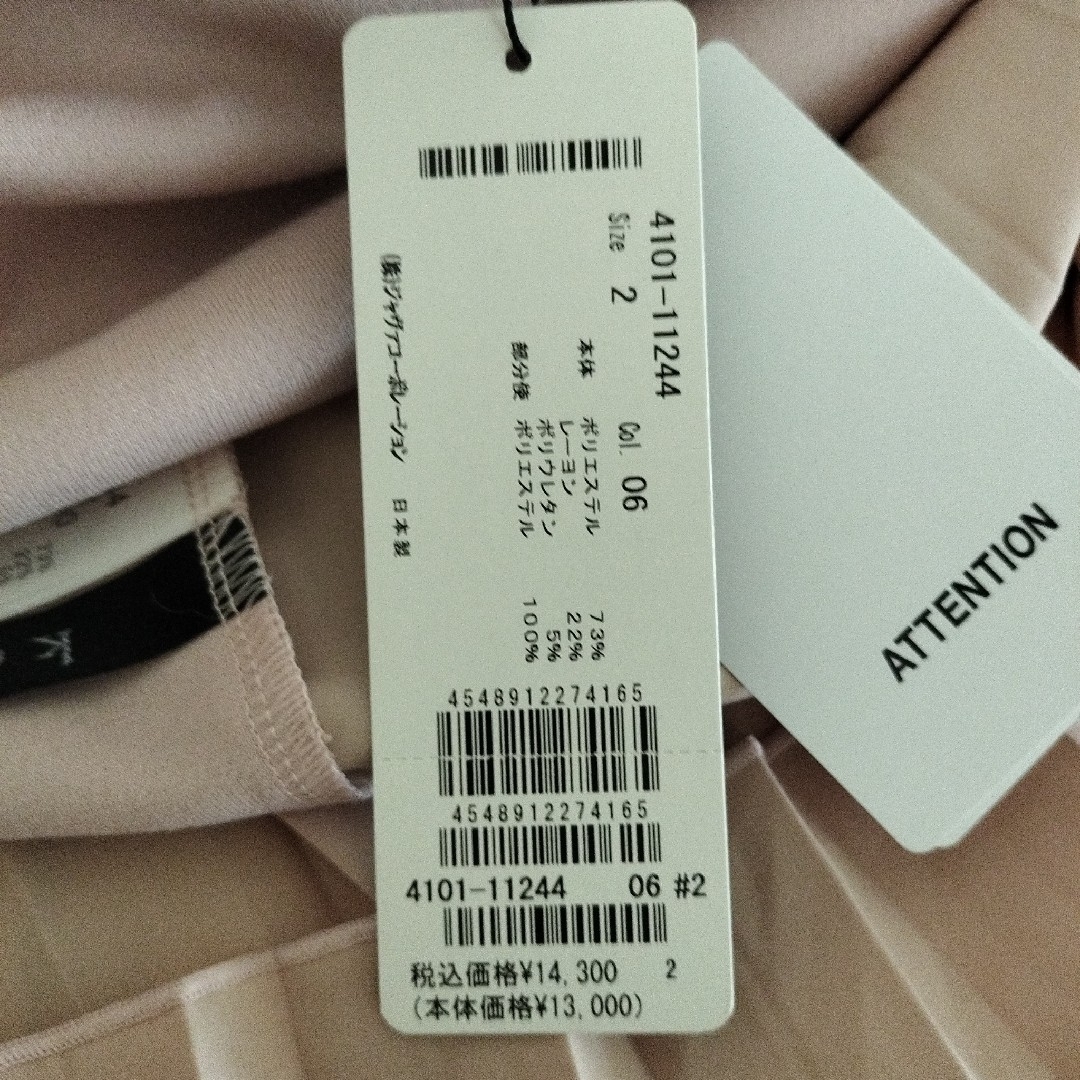 4101-11244
Size 2 Col. 06
本体 ポリエステル 73%
レーヨン 22%
ポリウレタン 5%
部分使 ポリエステル 100%
(株)ジャヴァコーポレーション 日本製
4548912274165
4548912274165
4101-11244 06 #2
税込価格¥14,300 2
(本体価格¥13,000)
ATTENTION